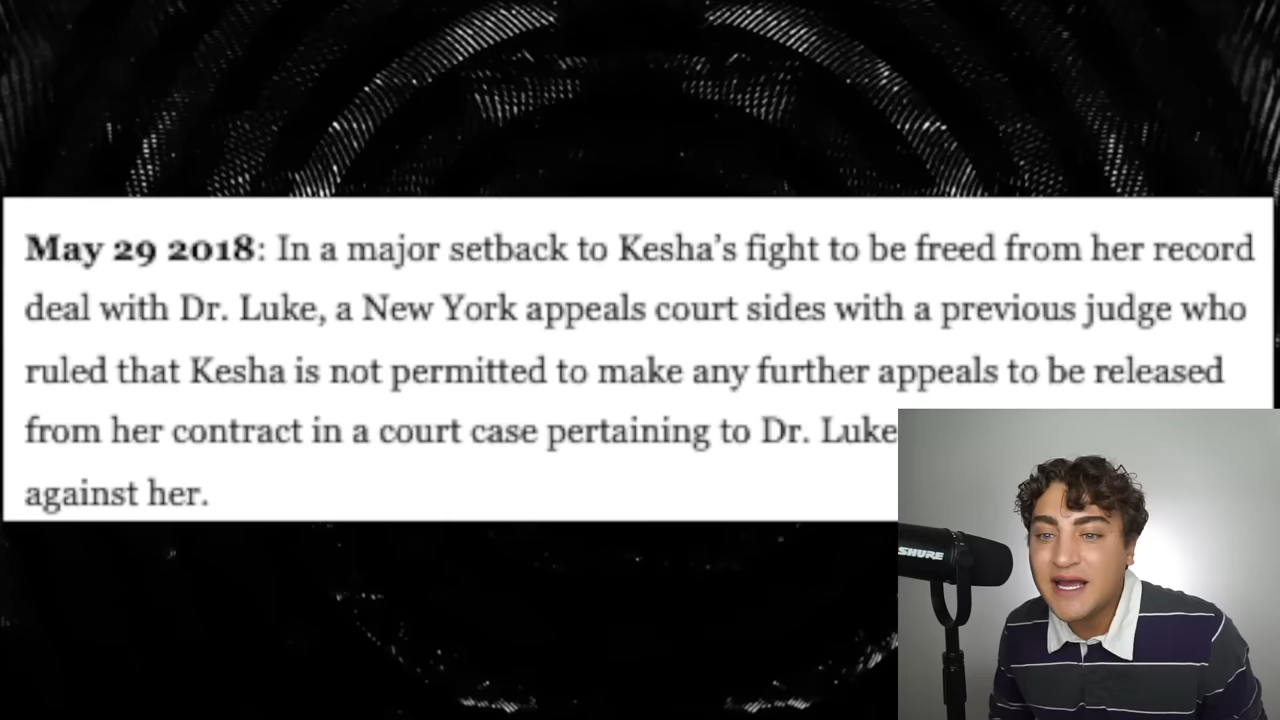 May 29 2018: In a major setback to Kesha's fight to be freed from her record
deal with Dr. Luke, a New York appeals court sides with a previous judge who
ruled that Kesha is not permitted to make any further appeals to be released
from her contract in a court case pertaining to Dr. Luke
against her.
SHURE